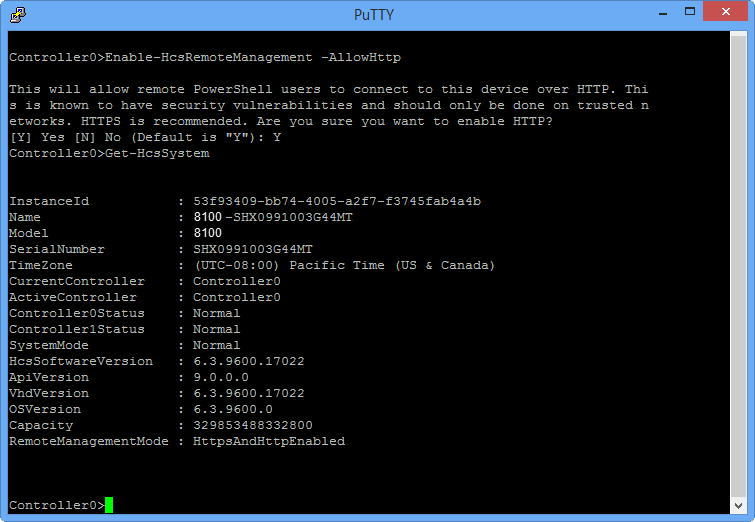 PuTTY
Controller0>Enable-HcsRemoteManagement -AllowHttp
This will allow remote PowerShell users to connect to this device over HTTP. Thi
s is known to have security vulnerabilities and should only be done on trusted n
etworks. HTTPS is recommended. Are you sure you want to enable HTTP?
[Y] Yes [N] No (Default is "Y"): Y
Controller0>Get-HcsSystem
InstanceId : 53f93409-bb74-4005-a2f7-f3745fab4a4b
Name : 8100-SHX0991003G44MT
Model : 8100
SerialNumber : SHX0991003G44MT
TimeZone : (UTC-08:00) Pacific Time (US & Canada)
CurrentController : Controller0
ActiveController : Controller0
Controller0Status : Normal
Controller1Status : Normal
SystemMode : Normal
HcsSoftwareVersion : 6.3.9600.17022
ApiVersion : 9.0.0.0
VhdVersion : 6.3.9600.17022
OSVersion : 6.3.9600.0
Capacity : 329853488332800
RemoteManagementMode : HttpsAndHttpEnabled
Controller0>